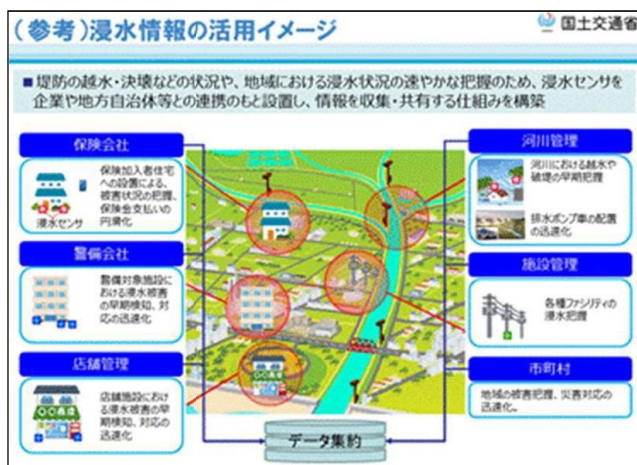 (参考)浸水情報の活用イメージ
国土交通省
■堤防の越水・決壊などの状況や、地域における浸水状況の速やかな把握のため、浸水センサを
企業や地方自治体等との連携のもと設置し、情報を収集・共有する仕組みを構築
保険会社
保険加入者住宅
への設置による、
被害状況の把握、
保険金支払いの
円滑化
浸水センサ
警備会社
警備対象施設に
おける浸水被害
の早期検知、対
応の迅速化
店舗管理
店舗施設におけ
る浸水被害の早
期検知、対応の
迅速化
〇〇商店
〇〇商店
河川管理
河川における越水や
破堤の早期把握
排水ポンプ車の配置
の迅速化
施設管理
各種ファシリティの
浸水把握
市町村
地域の被害把握、災害対応の
迅速化。
データ集約